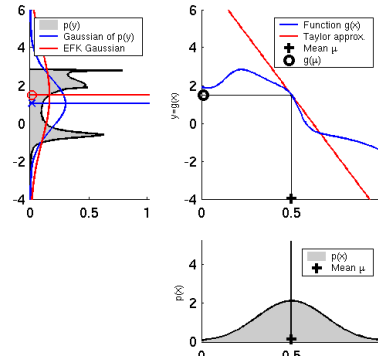 6
4
2
0
-2
-4
0
0.5
1
p(y)
Gaussian of p(y)
EFK Gaussian
6
4
2
0
-2
-4
y=g(x)
0
0.5
Function g(x)
Taylor approx.
Mean μ
g(μ)
4
2
0
p(x)
0
0.5
p(x)
Mean μ